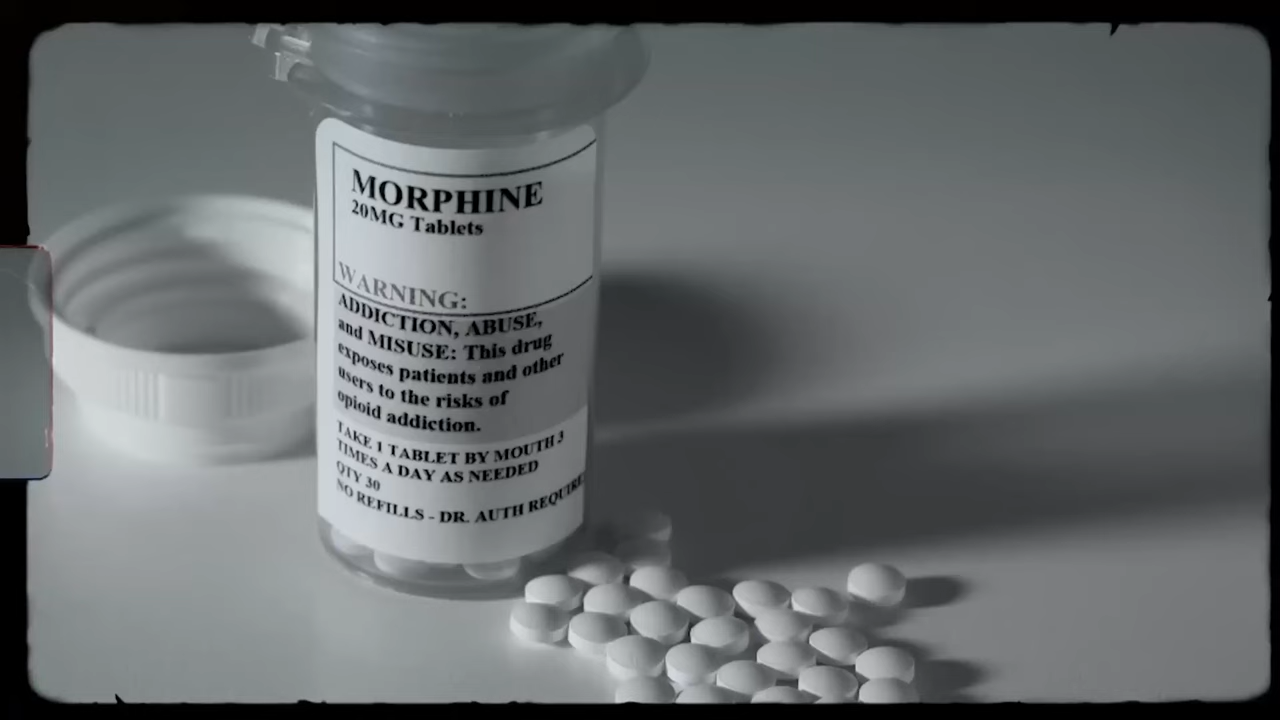 MORPHINE
20MG Tablets
WARNING:
ADDICTION, ABUSE,
and MISUSE: This drug
exposes patients and other
users to the risks of
opioid addiction.
TAKE 1 TABLET BY MOUTH 3
TIMES A DAY AS NEEDED
QTY 30
NO REFILLS - DR. AUTH REQUIRE